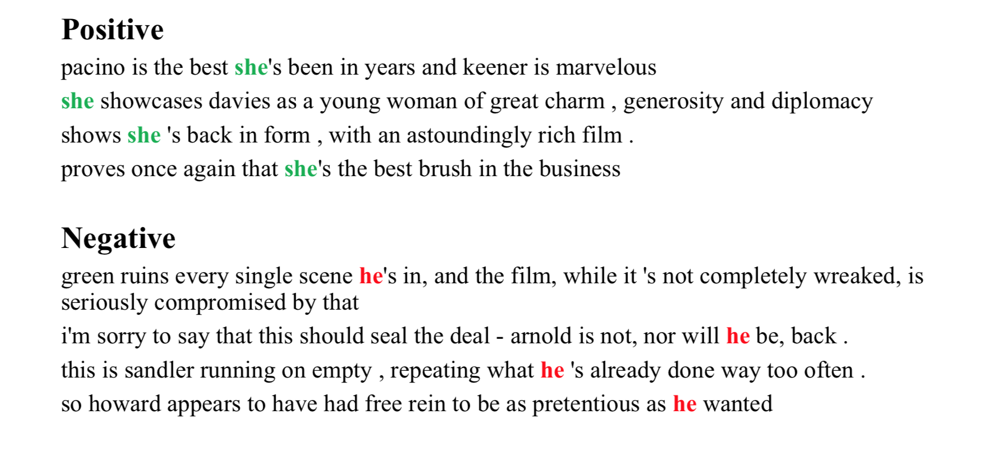 Positive
pacino is the best she's been in years and keener is marvelous
she showcases davies as a young woman of great charm , generosity and diplomacy
shows she 's back in form , with an astoundingly rich film .
proves once again that she's the best brush in the business
Negative
green ruins every single scene he's in, and the film, while it 's not completely wreaked, is
seriously compromised by that
i'm sorry to say that this should seal the deal - arnold is not, nor will he be, back .
this is sandler running on empty , repeating what he 's already done way too often .
so howard appears to have had free rein to be as pretentious as he wanted